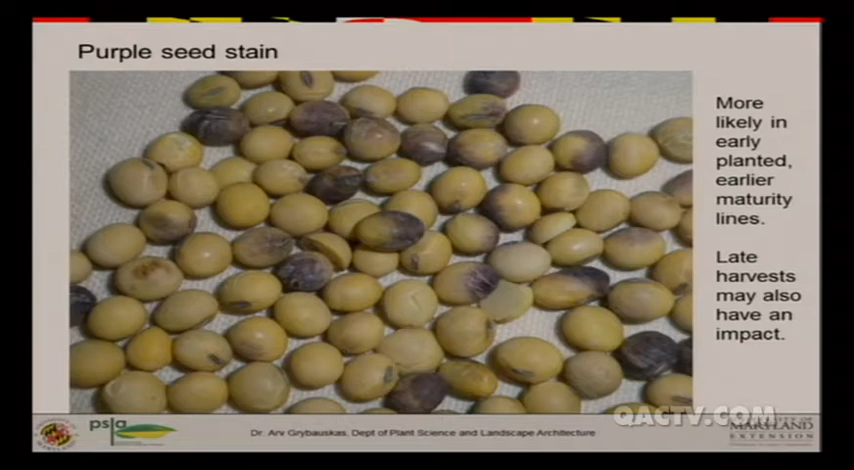 Purple seed stain
More
likely in
early
planted,
earlier
maturity
lines.
Late
harvests
may also
have an
impact.
psla
Dr. Arv Grybauskas, Dept of Plant Science and Landscape Architecture
QACTV.COM
MARYLAND
EXTENSION